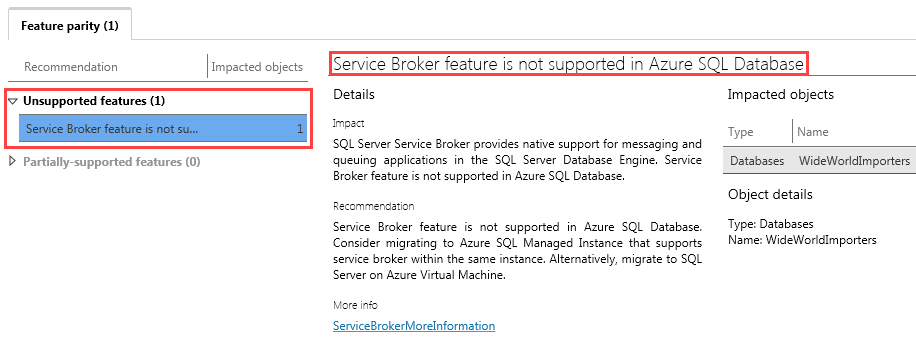 Feature parity (1)
Recommendation Impacted objects
Unsupported features (1)
Service Broker feature is not su... 1
Partially-supported features (0)
Service Broker feature is not supported in Azure SQL Database
Details
Impact
SQL Server Service Broker provides native support for messaging and
queuing applications in the SQL Server Database Engine. Service
Broker feature is not supported in Azure SQL Database.
Recommendation
Service Broker feature is not supported in Azure SQL Database.
Consider migrating to Azure SQL Managed Instance that supports
service broker within the same instance. Alternatively, migrate to SQL
Server on Azure Virtual Machine.
More info
ServiceBrokerMoreInformation
Impacted objects
Type Name
Databases WideWorldImporters
Object details
Type: Databases
Name: WideWorldImporters